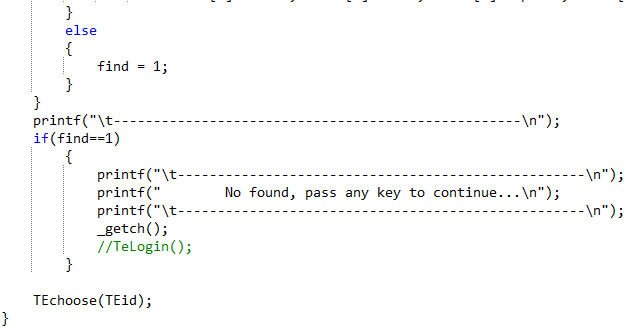 }
else
{
find = 1;
}
}
printf("\t---------------------------------------------------\n");
if(find==1)
{
printf("\t---------------------------------------------------\n");
printf("        No found, pass any key to continue...\n");
printf("\t---------------------------------------------------\n");
_getch();
//TeLogin();
}
TEchoose(TEid);
}